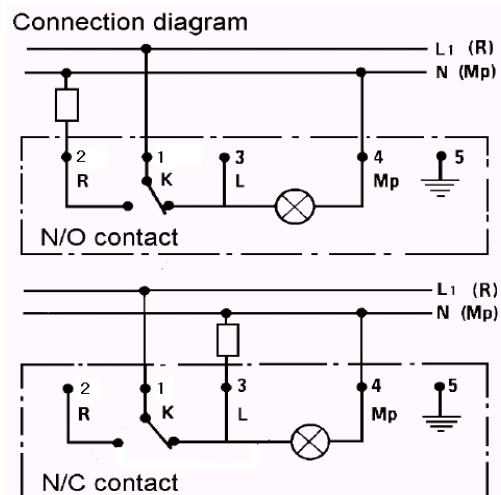 Connection diagram
L1 (R)
N (Mp)
2 1 3 4 5
R K L Mp
N/O contact
L1 (R)
N (Mp)
2 1 3 4 5
R K L Mp
N/C contact